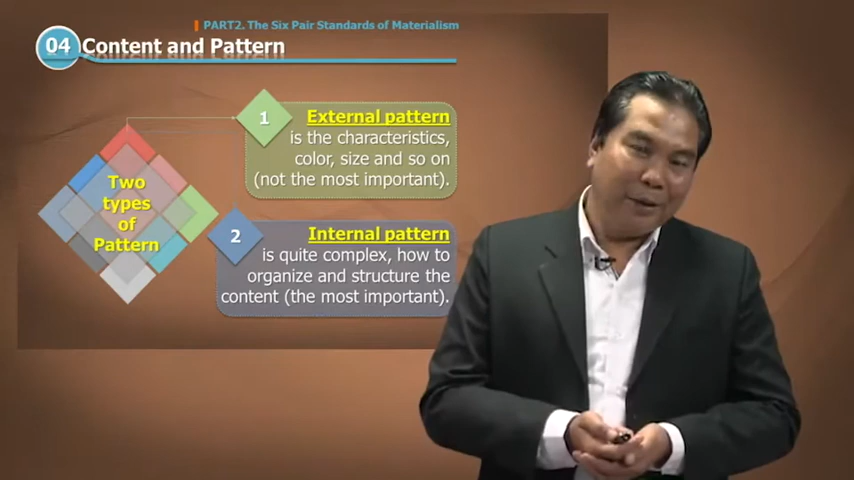 PART2. The Six Pair Standards of Materialism
04 Content and Pattern
Two
types
of
Pattern
1
External pattern
is the characteristics,
color, size and so on
(not the most important).
2
Internal pattern
is quite complex, how to
organize and structure the
content (the most important).